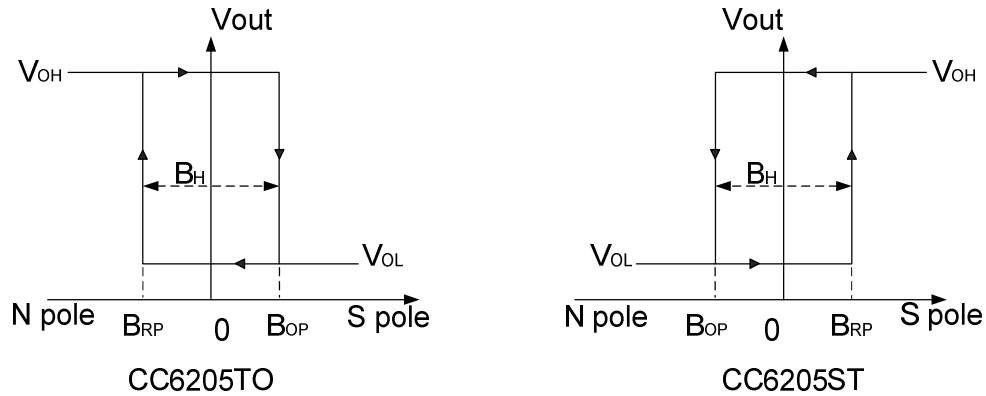 Vout
VOH
BH
VOL
N pole
BRP
0
BOP
S pole
CC6205TO
Vout
VOH
BH
VOL
N pole
BOP
0
BRP
S pole
CC6205ST